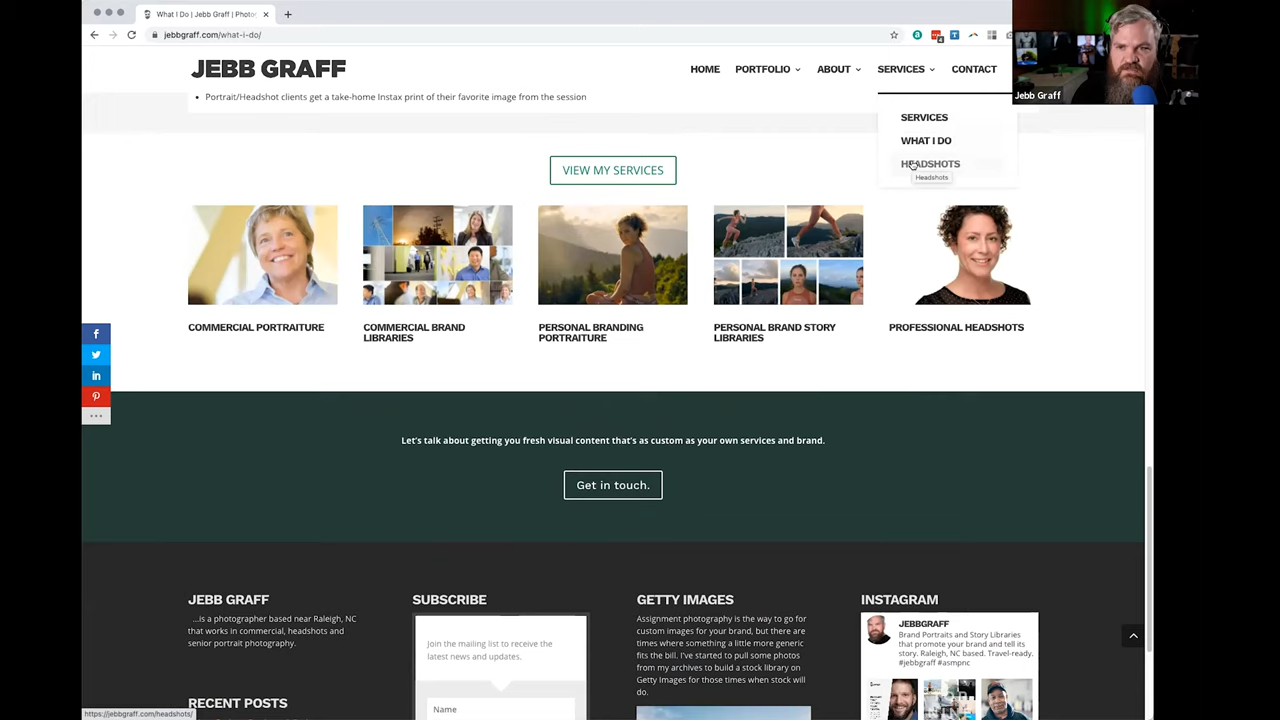 What I Do | Jebb Graff | Photo
jebbgraff.com/what-i-do/
JEBB GRAFF
HOME
PORTFOLIO
ABOUT
SERVICES
CONTACT
Jebb Graff
Portrait/Headshot clients get a take-home Instax print of their favorite image from the session
SERVICES
WHAT I DO
HEADSHOTS
Headshots
VIEW MY SERVICES
COMMERCIAL PORTRAITURE
COMMERCIAL BRAND
LIBRARIES
PERSONAL BRANDING
PORTRAITURE
PERSONAL BRAND STORY
LIBRARIES
PROFESSIONAL HEADSHOTS
Let's talk about getting you fresh visual content that's as custom as your own services and brand.
Get in touch.
JEBB GRAFF
...is a photographer based near Raleigh, NC
that works in commercial, headshots and
senior portrait photography.
RECENT POSTS
SUBSCRIBE
Join the mailing list to receive the
latest news and updates.
Name
GETTY IMAGES
Assignment photography is the way to go for
custom images for your brand, but there are
times where something a little more generic
fits the bill. I've started to pull some photos
from my archives to build a stock library on
Getty Images for those times when stock will
do.
INSTAGRAM
JEBBGRAFF
Brand Portraits and Story Libraries
that promote your brand and tell its
story. Raleigh, NC based. Travel-ready.
#jebbgraff #asmpnc
https://jebbgraff.com/headshots/